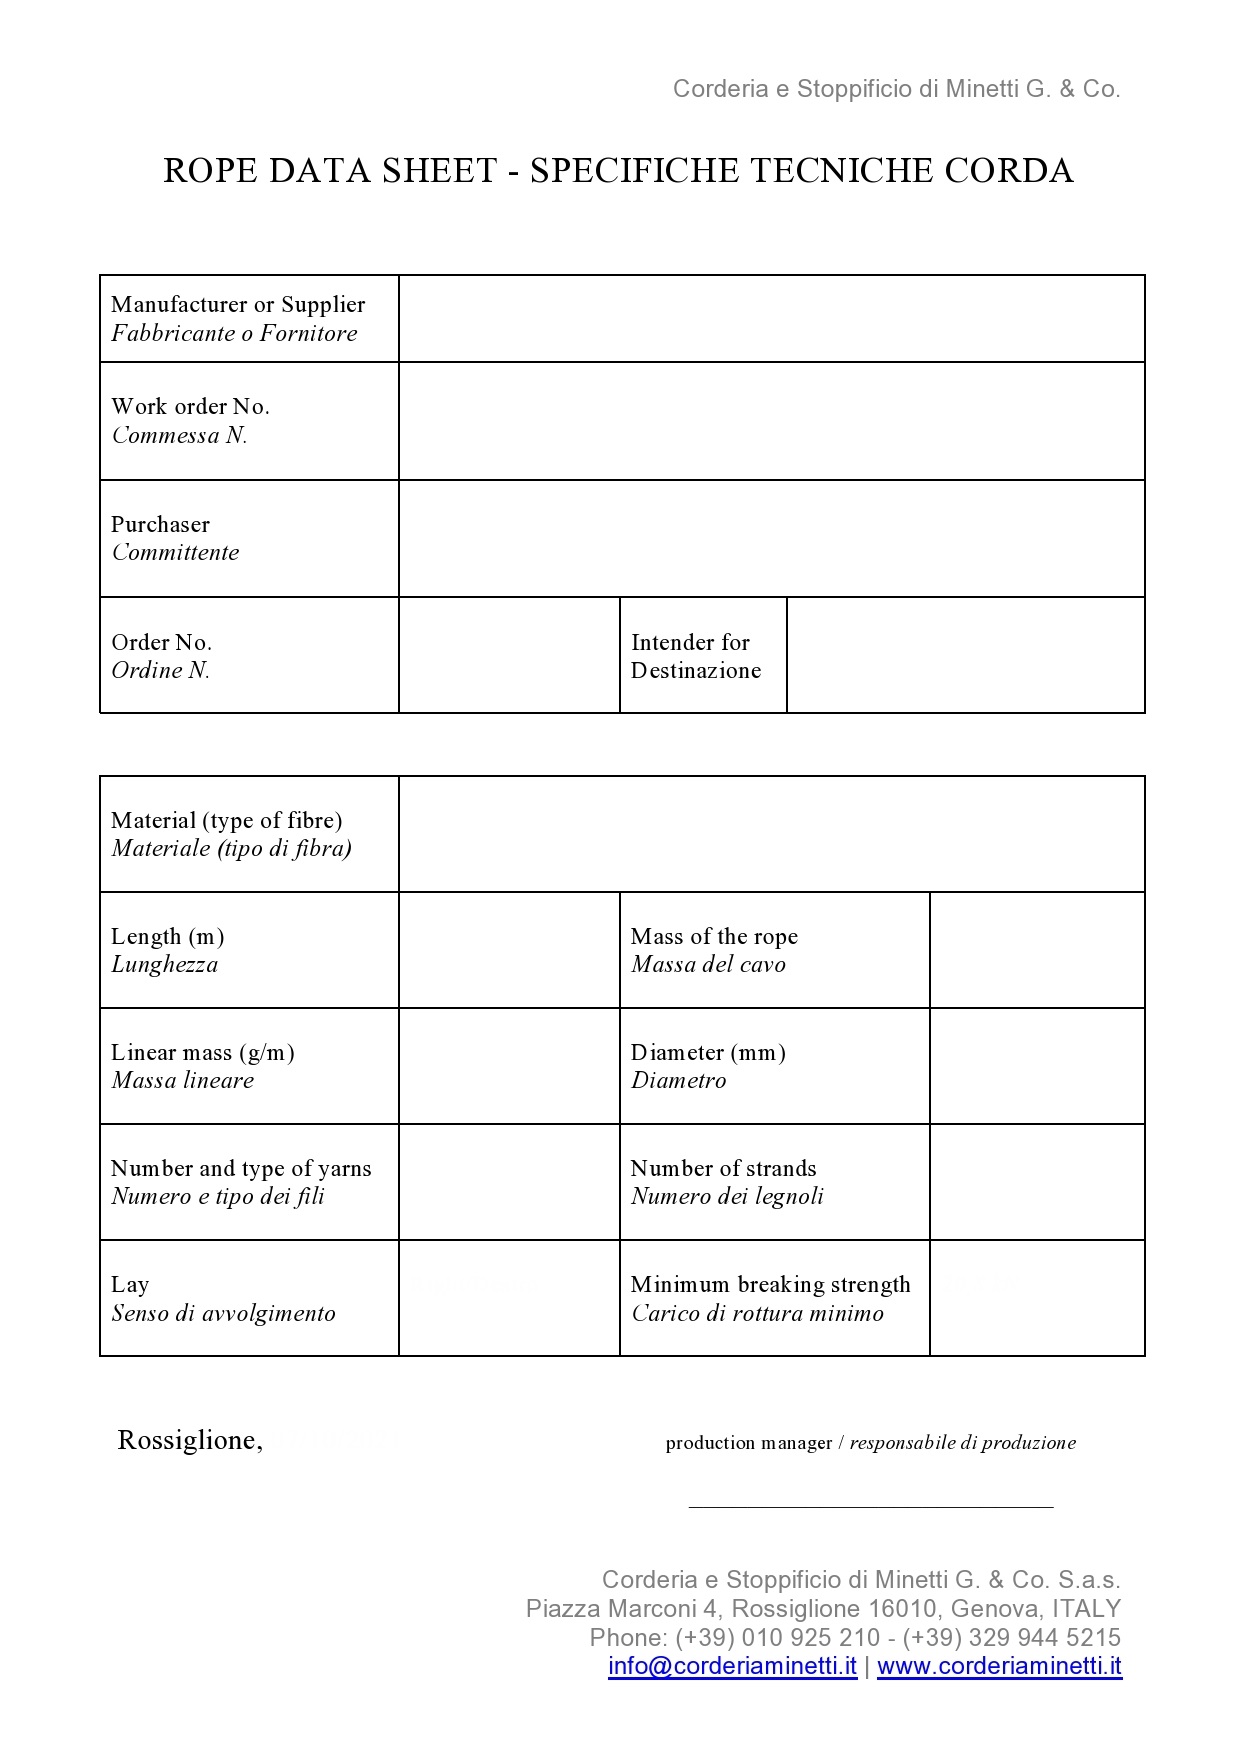 Corderia e Stoppificio di Minetti G. & Co.
ROPE DATA SHEET - SPECIFICHE TECNICHE CORDA
Manufacturer or Supplier
Fabbricante o Fornitore
Work order No.
Commessa N.
Purchaser
Committente
Order No.
Ordine N.
Intender for
Destinazione
Material (type of fibre)
Materiale (tipo di fibra)
Length (m)
Lunghezza
Mass of the rope
Massa del cavo
Linear mass (g/m)
Massa lineare
Diameter (mm)
Diametro
Number and type of yarns
Numero e tipo dei fili
Number of strands
Numero dei legnoli
Lay
Senso di avvolgimento
Minimum breaking strength
Carico di rottura minimo
Rossiglione,
production manager / responsabile di produzione
Corderia e Stoppificio di Minetti G. & Co. S.a.s.
Piazza Marconi 4, Rossiglione 16010, Genova, ITALY
Phone: (+39) 010 925 210 - (+39) 329 944 5215
info@corderiaminetti.it | www.corderiaminetti.it